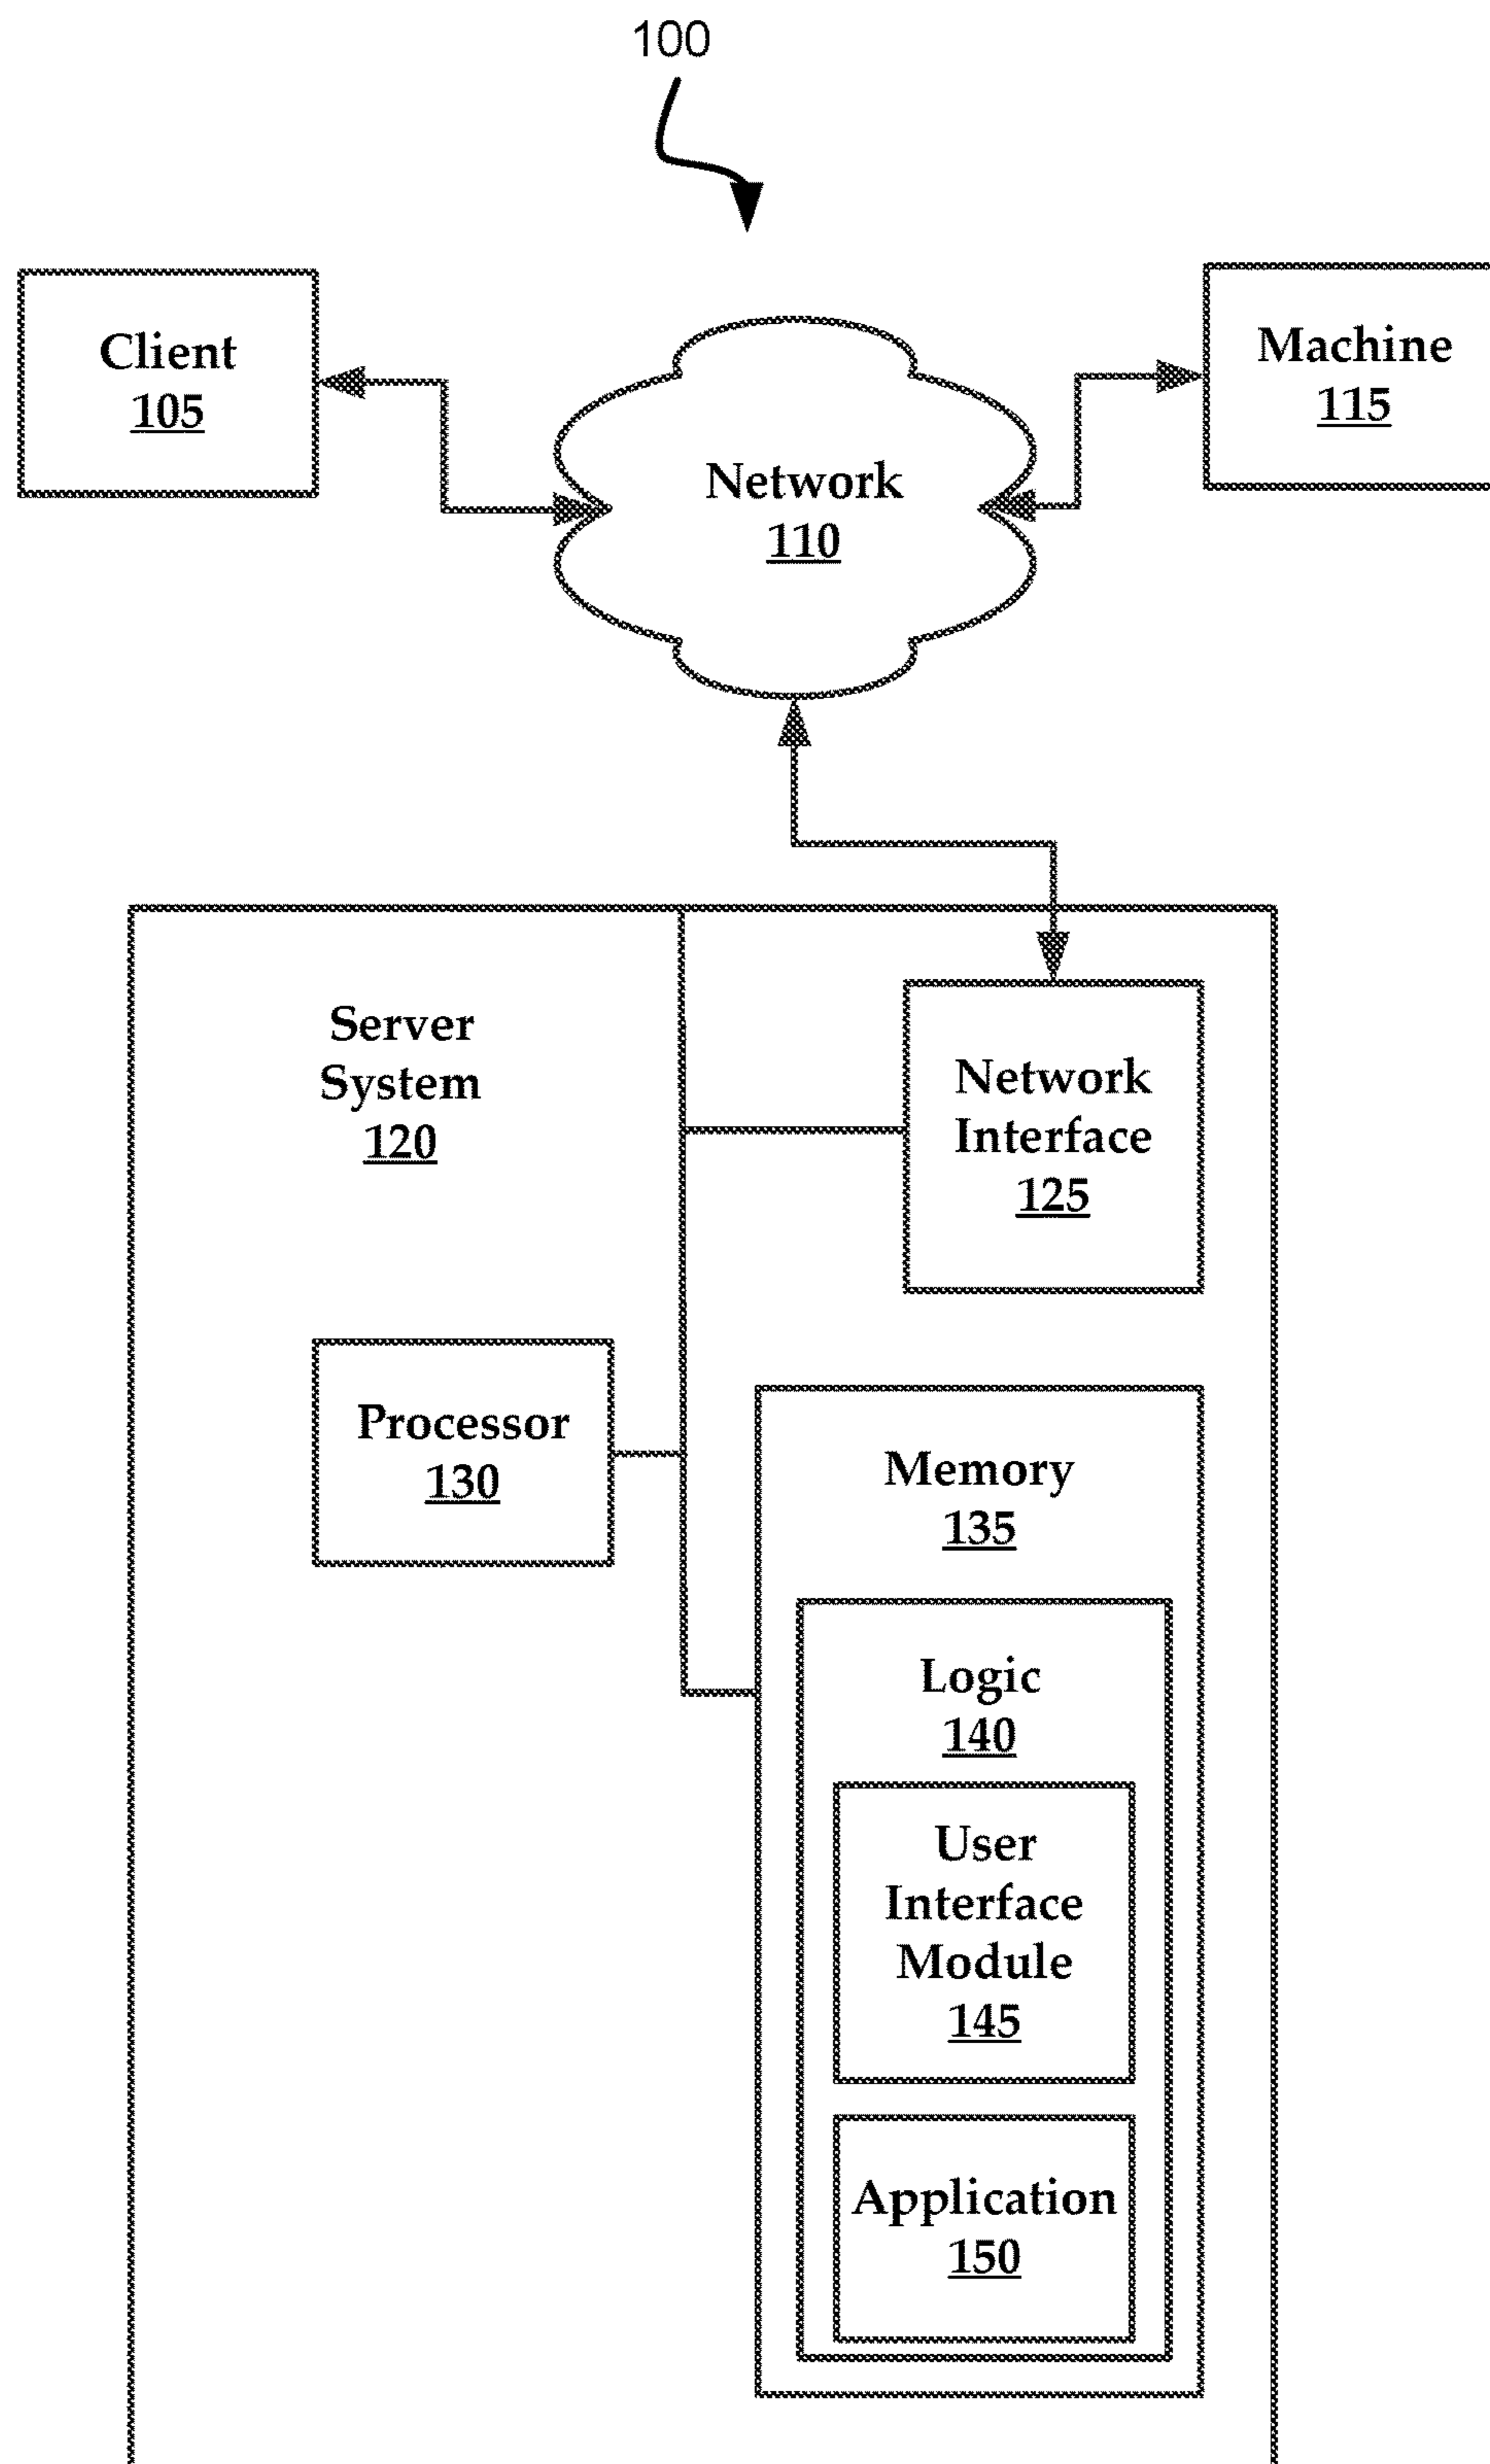 100
Client
105
Machine
115
Network
110
Server
System
120
Network
Interface
125
Processor
130
Memory
135
Logic
140
User
Interface
Module
145
Application
150